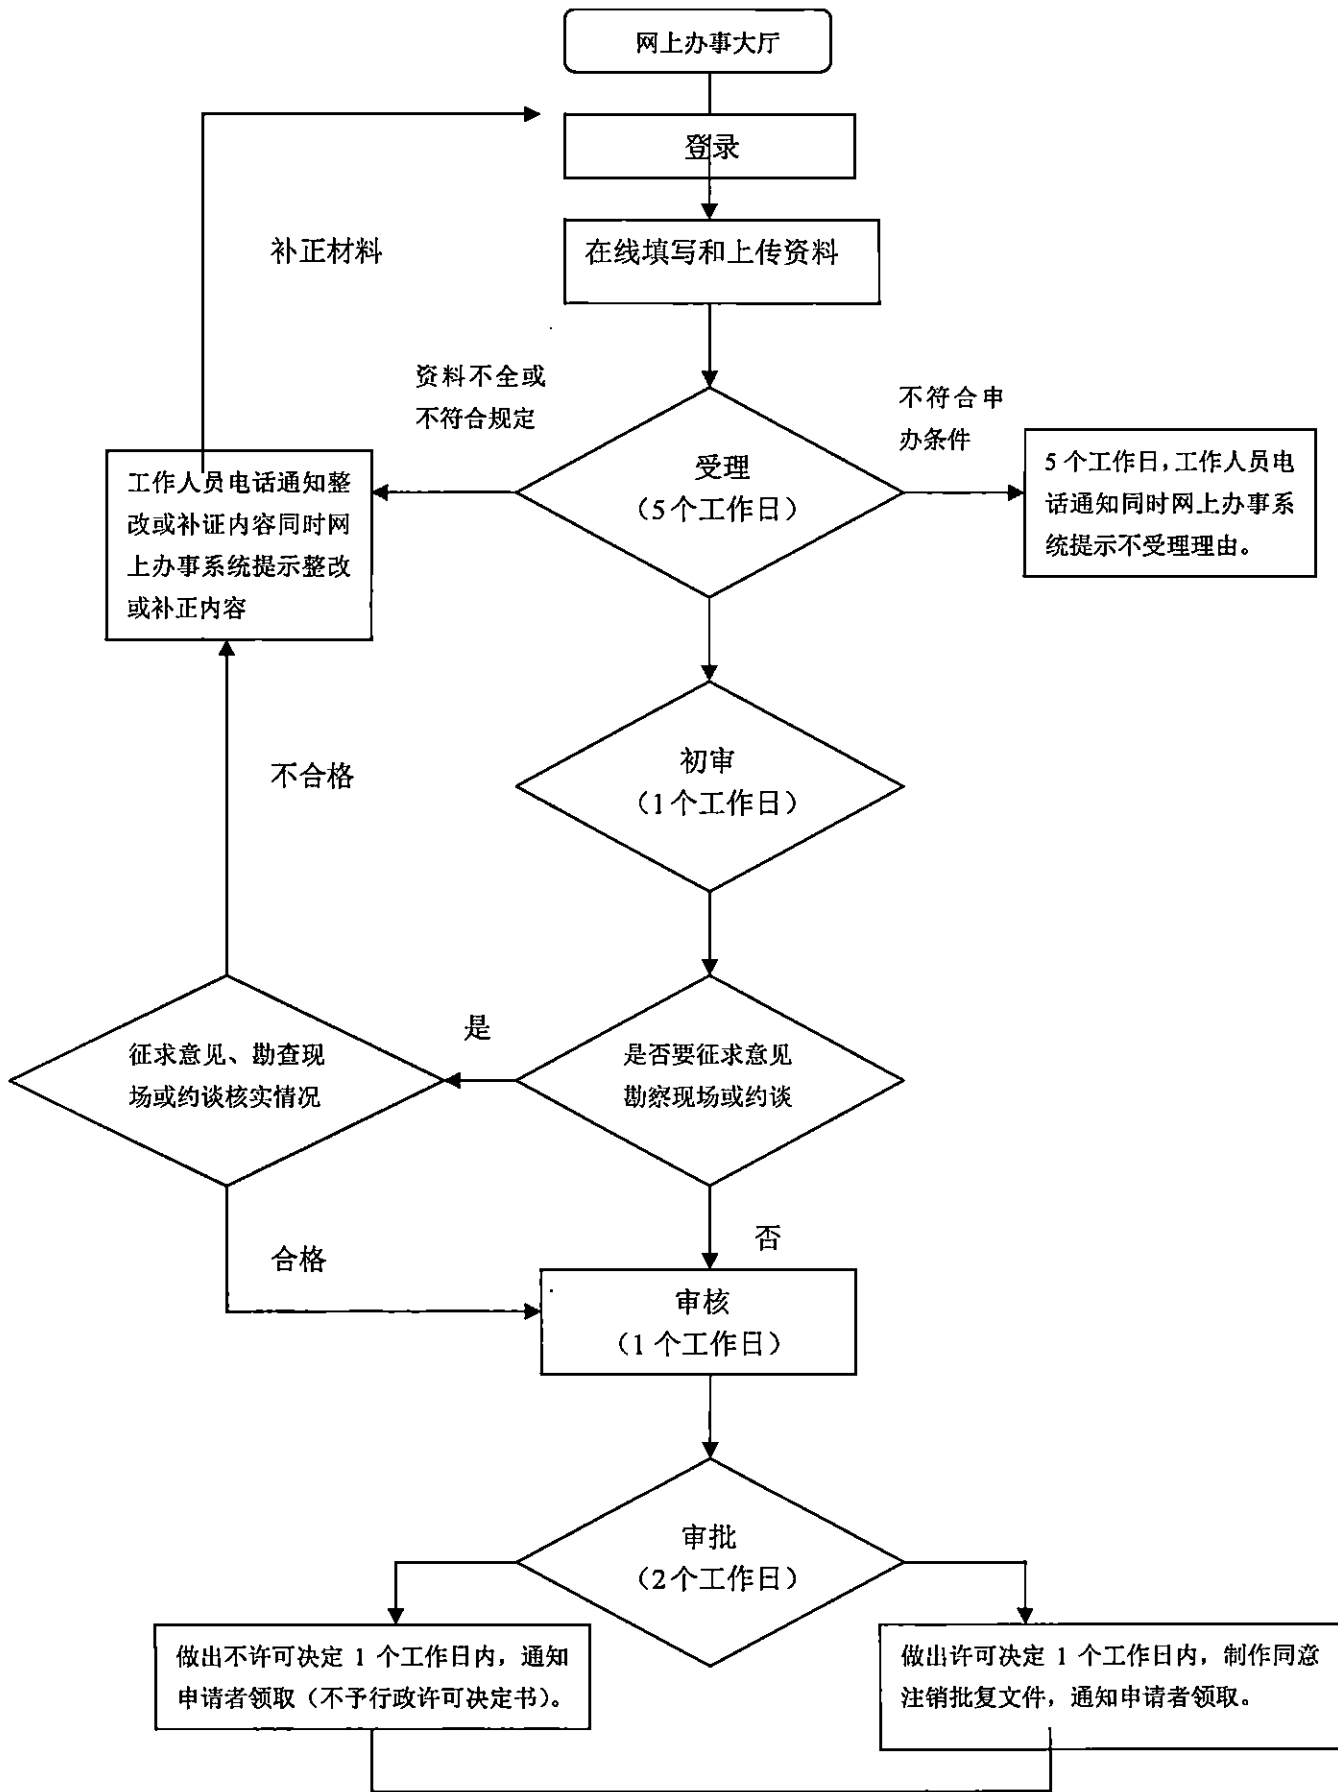 网上办事大厅
登录
补正材料
在线填写和上传资料
资料不全或
不符合规定
不符合申
办条件
受理
（5个工作日）
工作人员电话通知整
改或补证内容同时网
上办事系统提示整改
或补正内容
5 个工作日，工作人员电
话通知同时网上办事系
统提示不受理理由。
初审
（1个工作日）
不合格
是
征求意见、勘查现
场或约谈核实情况
是否要征求意见
勘察现场或约谈
合格
否
审核
（1 个工作日）
审批
（2个工作日）
做出不许可决定 1 个工作日内，通知
申请者领取（不予行政许可决定书）。
做出许可决定 1 个工作日内，制作同意
注销批复文件，通知申请者领取。